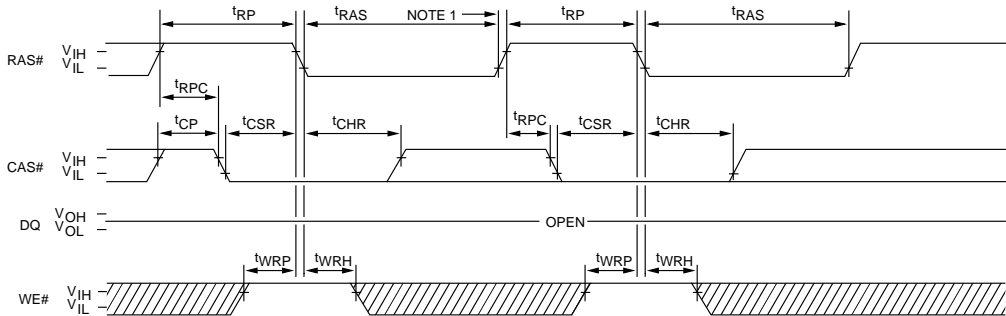 tRP tRAS NOTE 1 tRP tRAS
RAS# VIH
VIL
tRPC
tCP tCSR tCHR tRPC tCSR tCHR
CAS# VIH
VIL
DQ VOH
VOL
OPEN
tWRP tWRH tWRP tWRH
WE# VIH
VIL